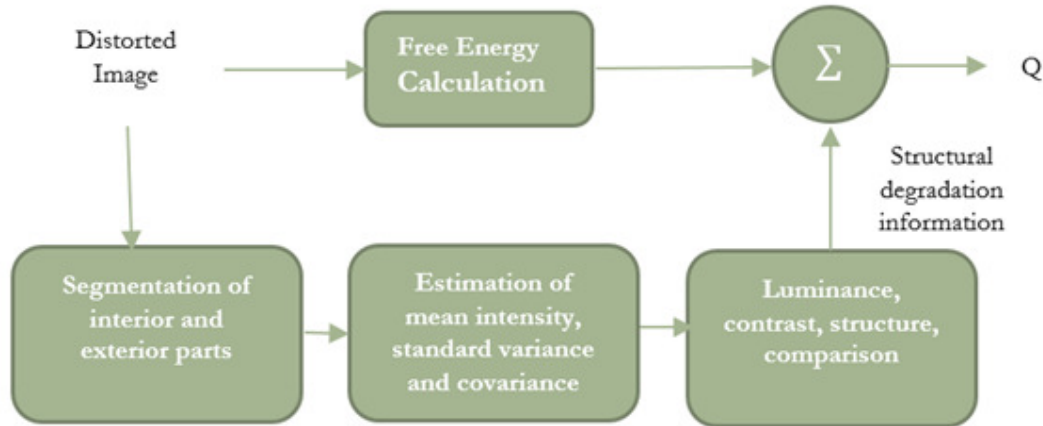 Distorted
Image
Free Energy
Calculation
Σ
Q
Structural
degradation
information
Segmentation of
interior and
exterior parts
Estimation of
mean intensity,
standard variance
and covariance
Luminance,
contrast, structure,
comparison